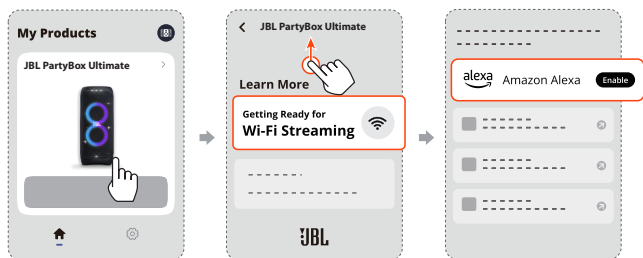 My Products
JBL PartyBox Ultimate
JBL PartyBox Ultimate
Learn More
Getting Ready for
Wi-Fi Streaming
JBL
alexa
Amazon Alexa
Enable